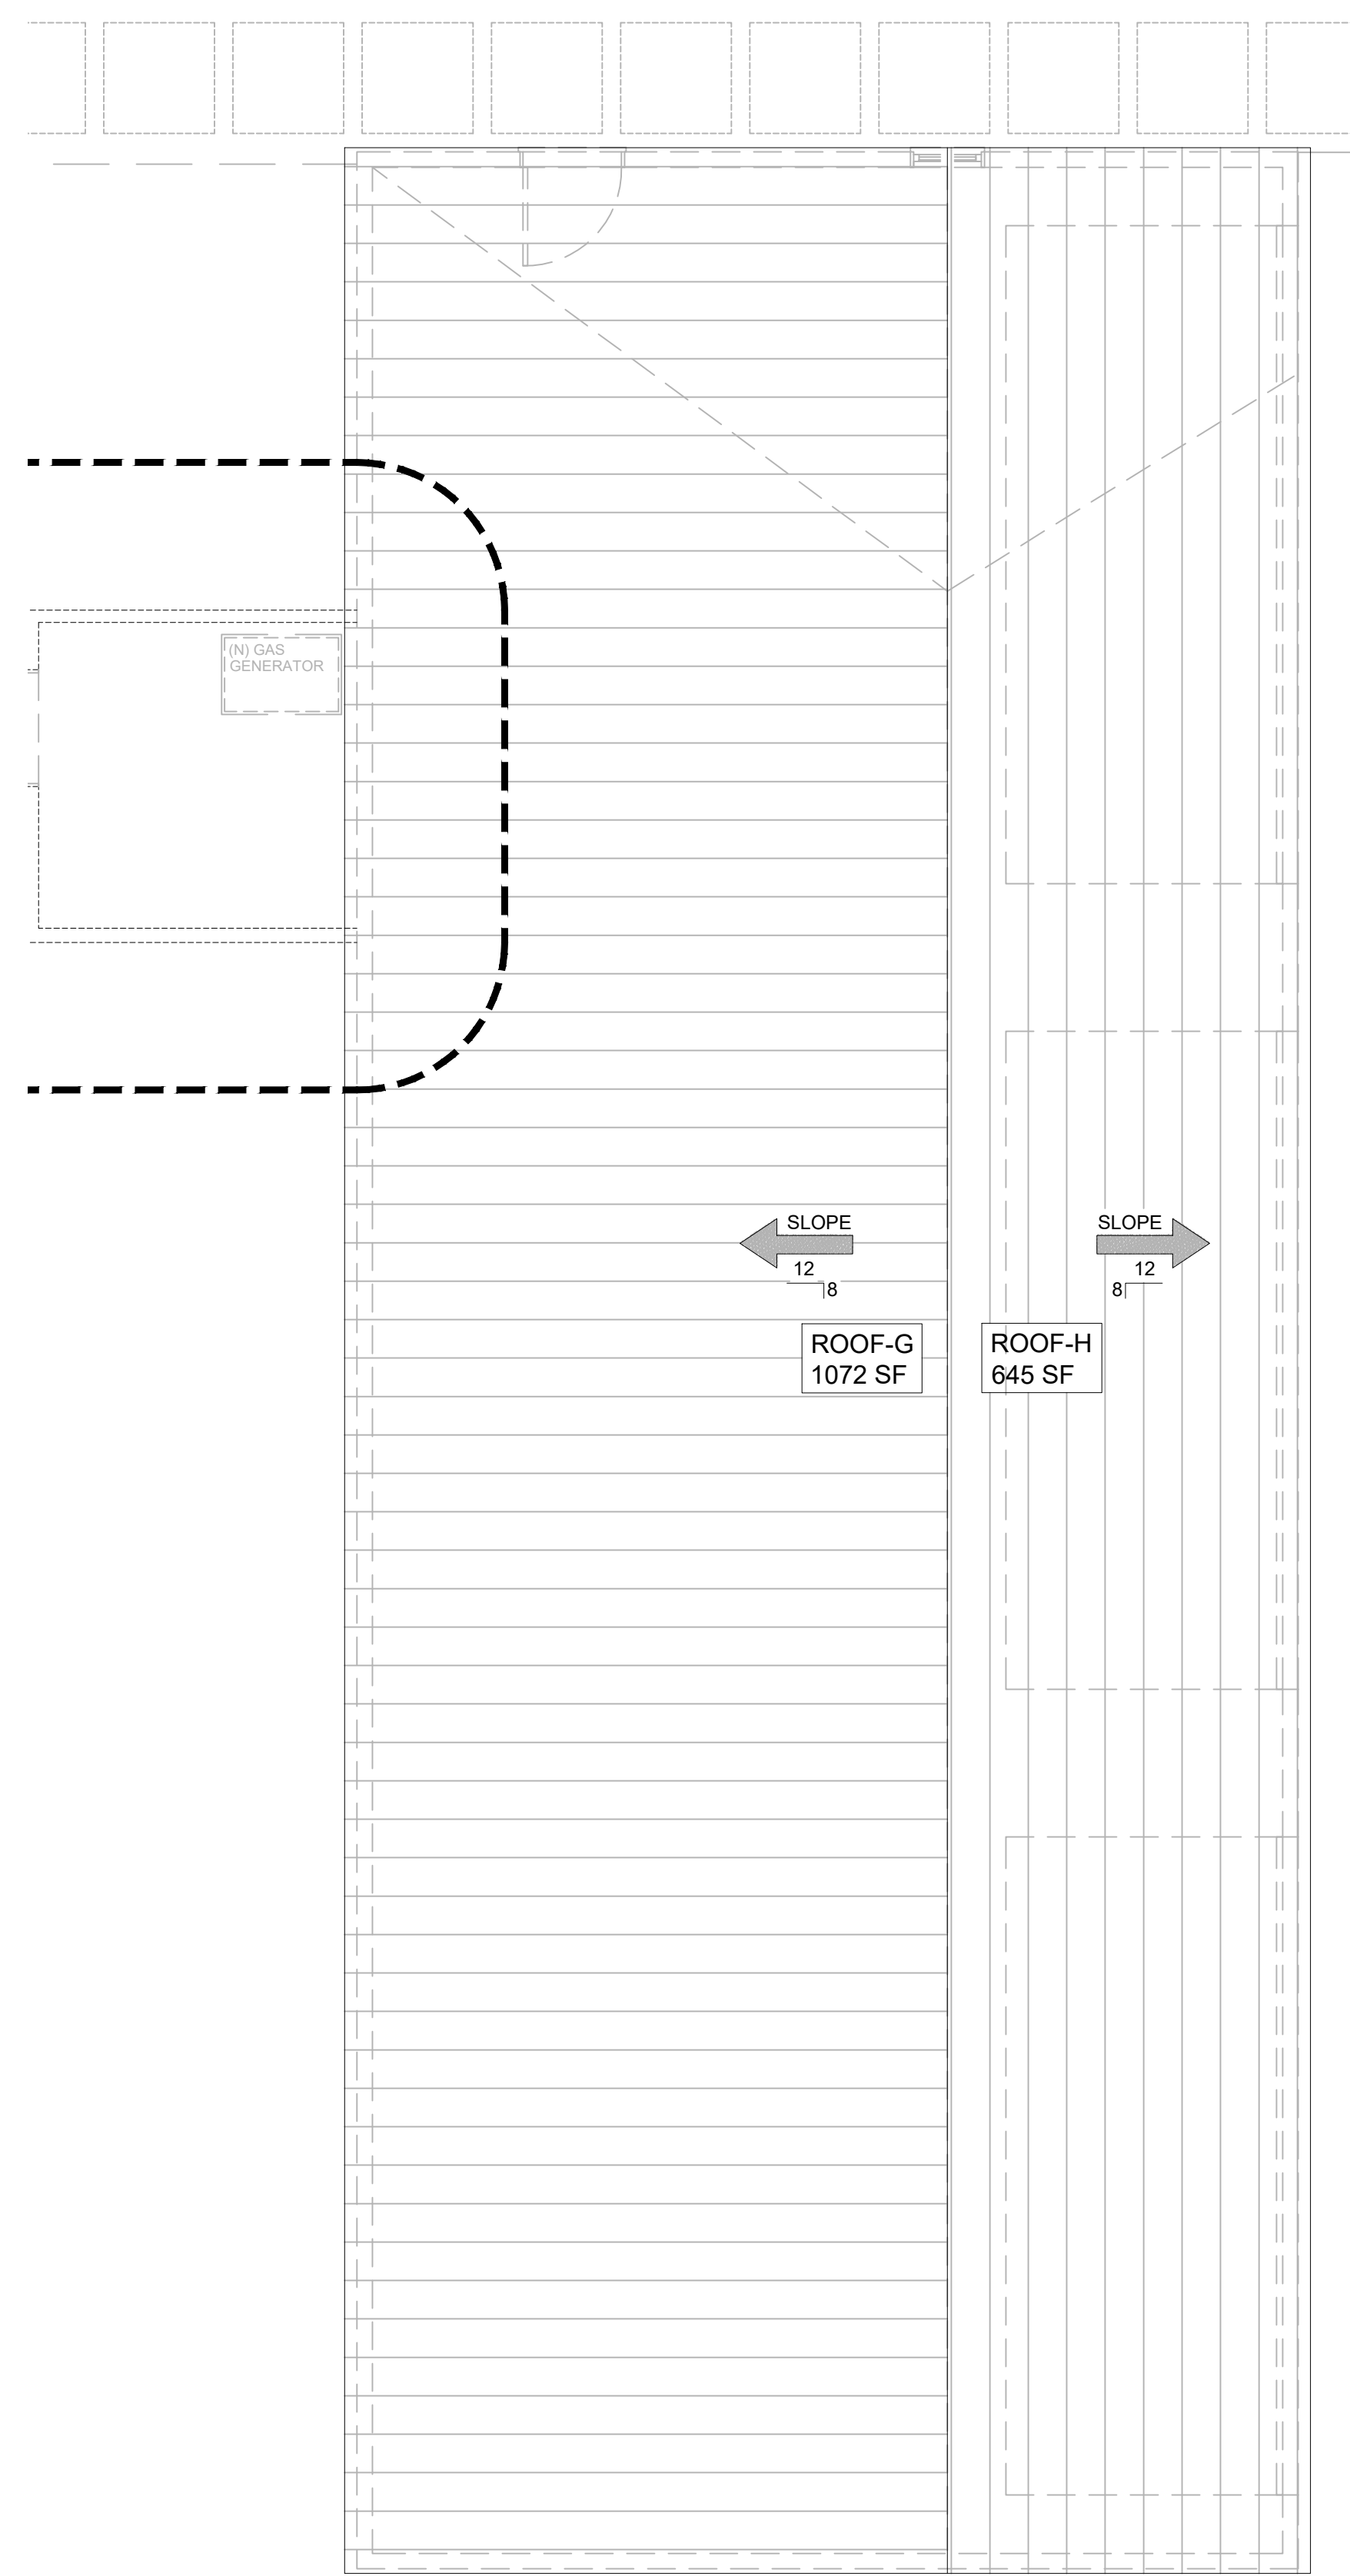 (N) GAS
GENERATOR
SLOPE
12
8
SLOPE
12
8
ROOF-G
1072 SF
ROOF-H
645 SF